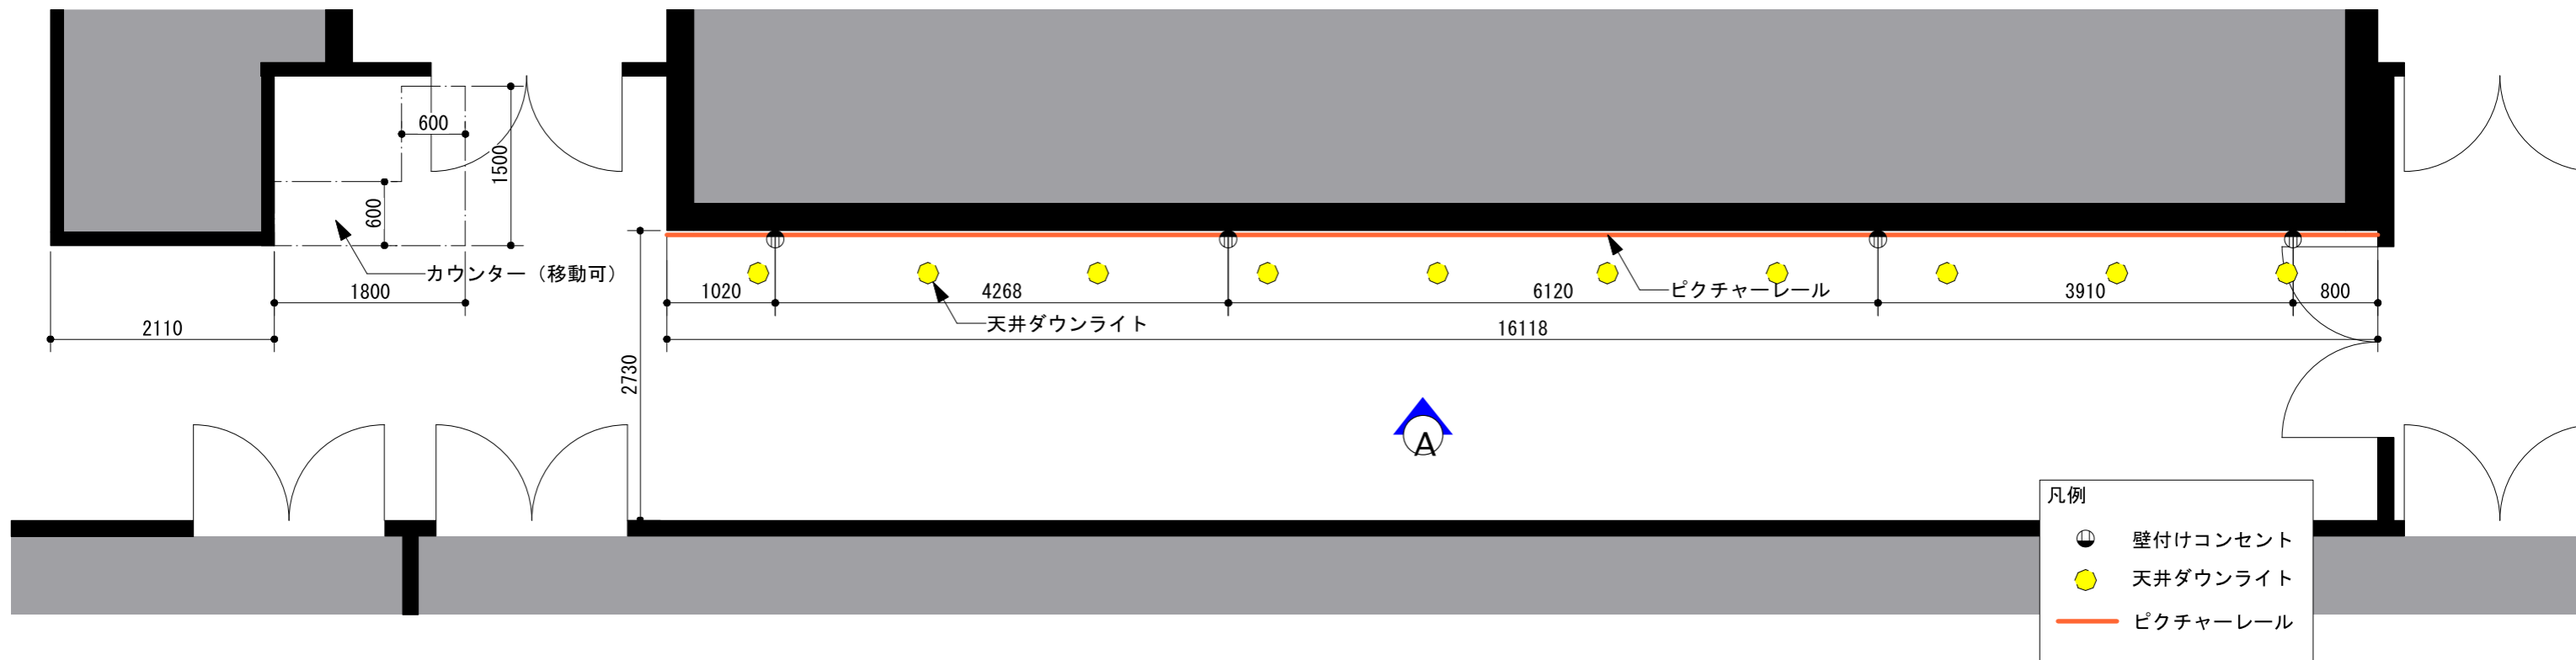 600
1500
600
カウンター（移動可）
1800
2110
1020
4268
6120
ピクチャーレール
3910
800
天井ダウンライト
16118
2730
A
凡例
壁付けコンセント
天井ダウンライト
ピクチャーレール